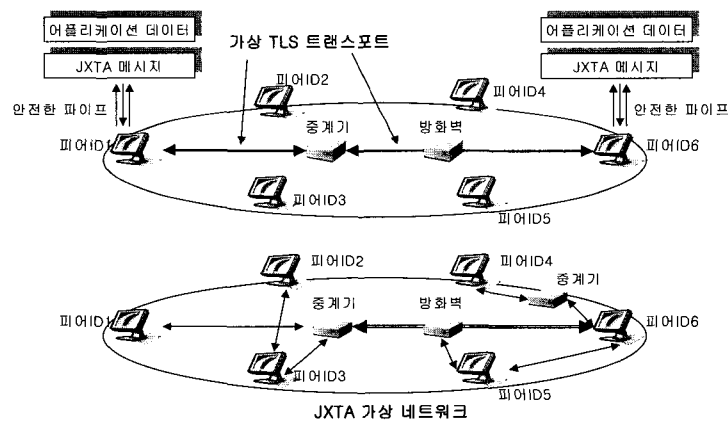 어플리케이션 데이터
JXTA 메시지
안전한 파이프
가상 TLS 트랜스포트
어플리케이션 데이터
JXTA 메시지
안전한 파이프
피어ID2
피어ID4
피어ID1
중계기
방화벽
피어ID6
피어ID3
피어ID5
피어ID2
피어ID4
중계기
피어ID1
중계기
방화벽
피어ID6
피어ID3
피어ID5
JXTA 가상 네트워크